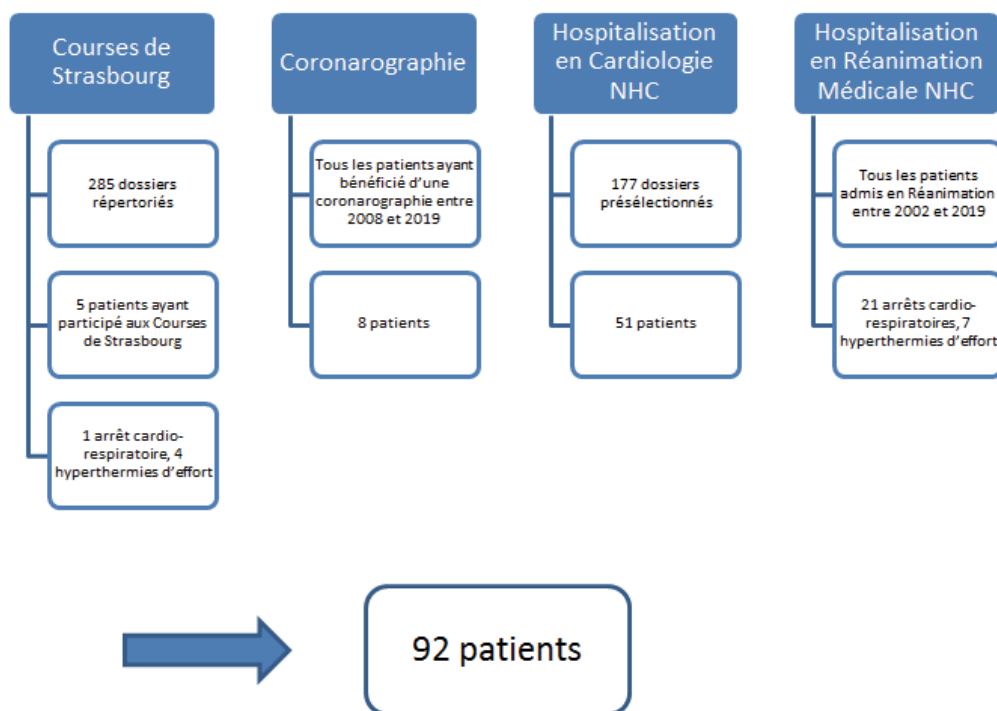 Courses de
Strasbourg
285 dossiers
répertoriés
5 patients ayant
participé aux Courses
de Strasbourg
1 arrêt cardio-
respiratoire, 4
hyperthermies d'effort
Coronarographie
Tous les patients ayant
bénéficié d'une
coronarographie entre
2008 et 2019
8 patients
Hospitalisation
en Cardiologie
NHC
177 dossiers
présélectionnés
51 patients
Hospitalisation
en Réanimation
Médicale NHC
Tous les patients
admis en Réanimation
entre 2002 et 2019
21 arrêts cardio-
respiratoires, 7
hyperthermies d'effort
92 patients